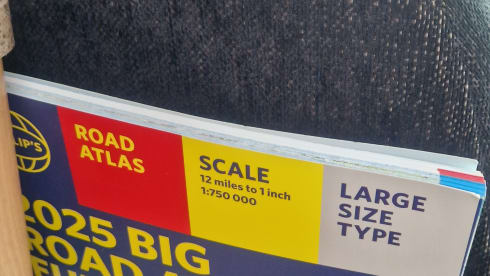 LIP'S
ROAD
ATLAS
SCALE
12 miles to 1 inch
1:750 000
LARGE
SIZE
TYPE
2025 BIG
ROAD